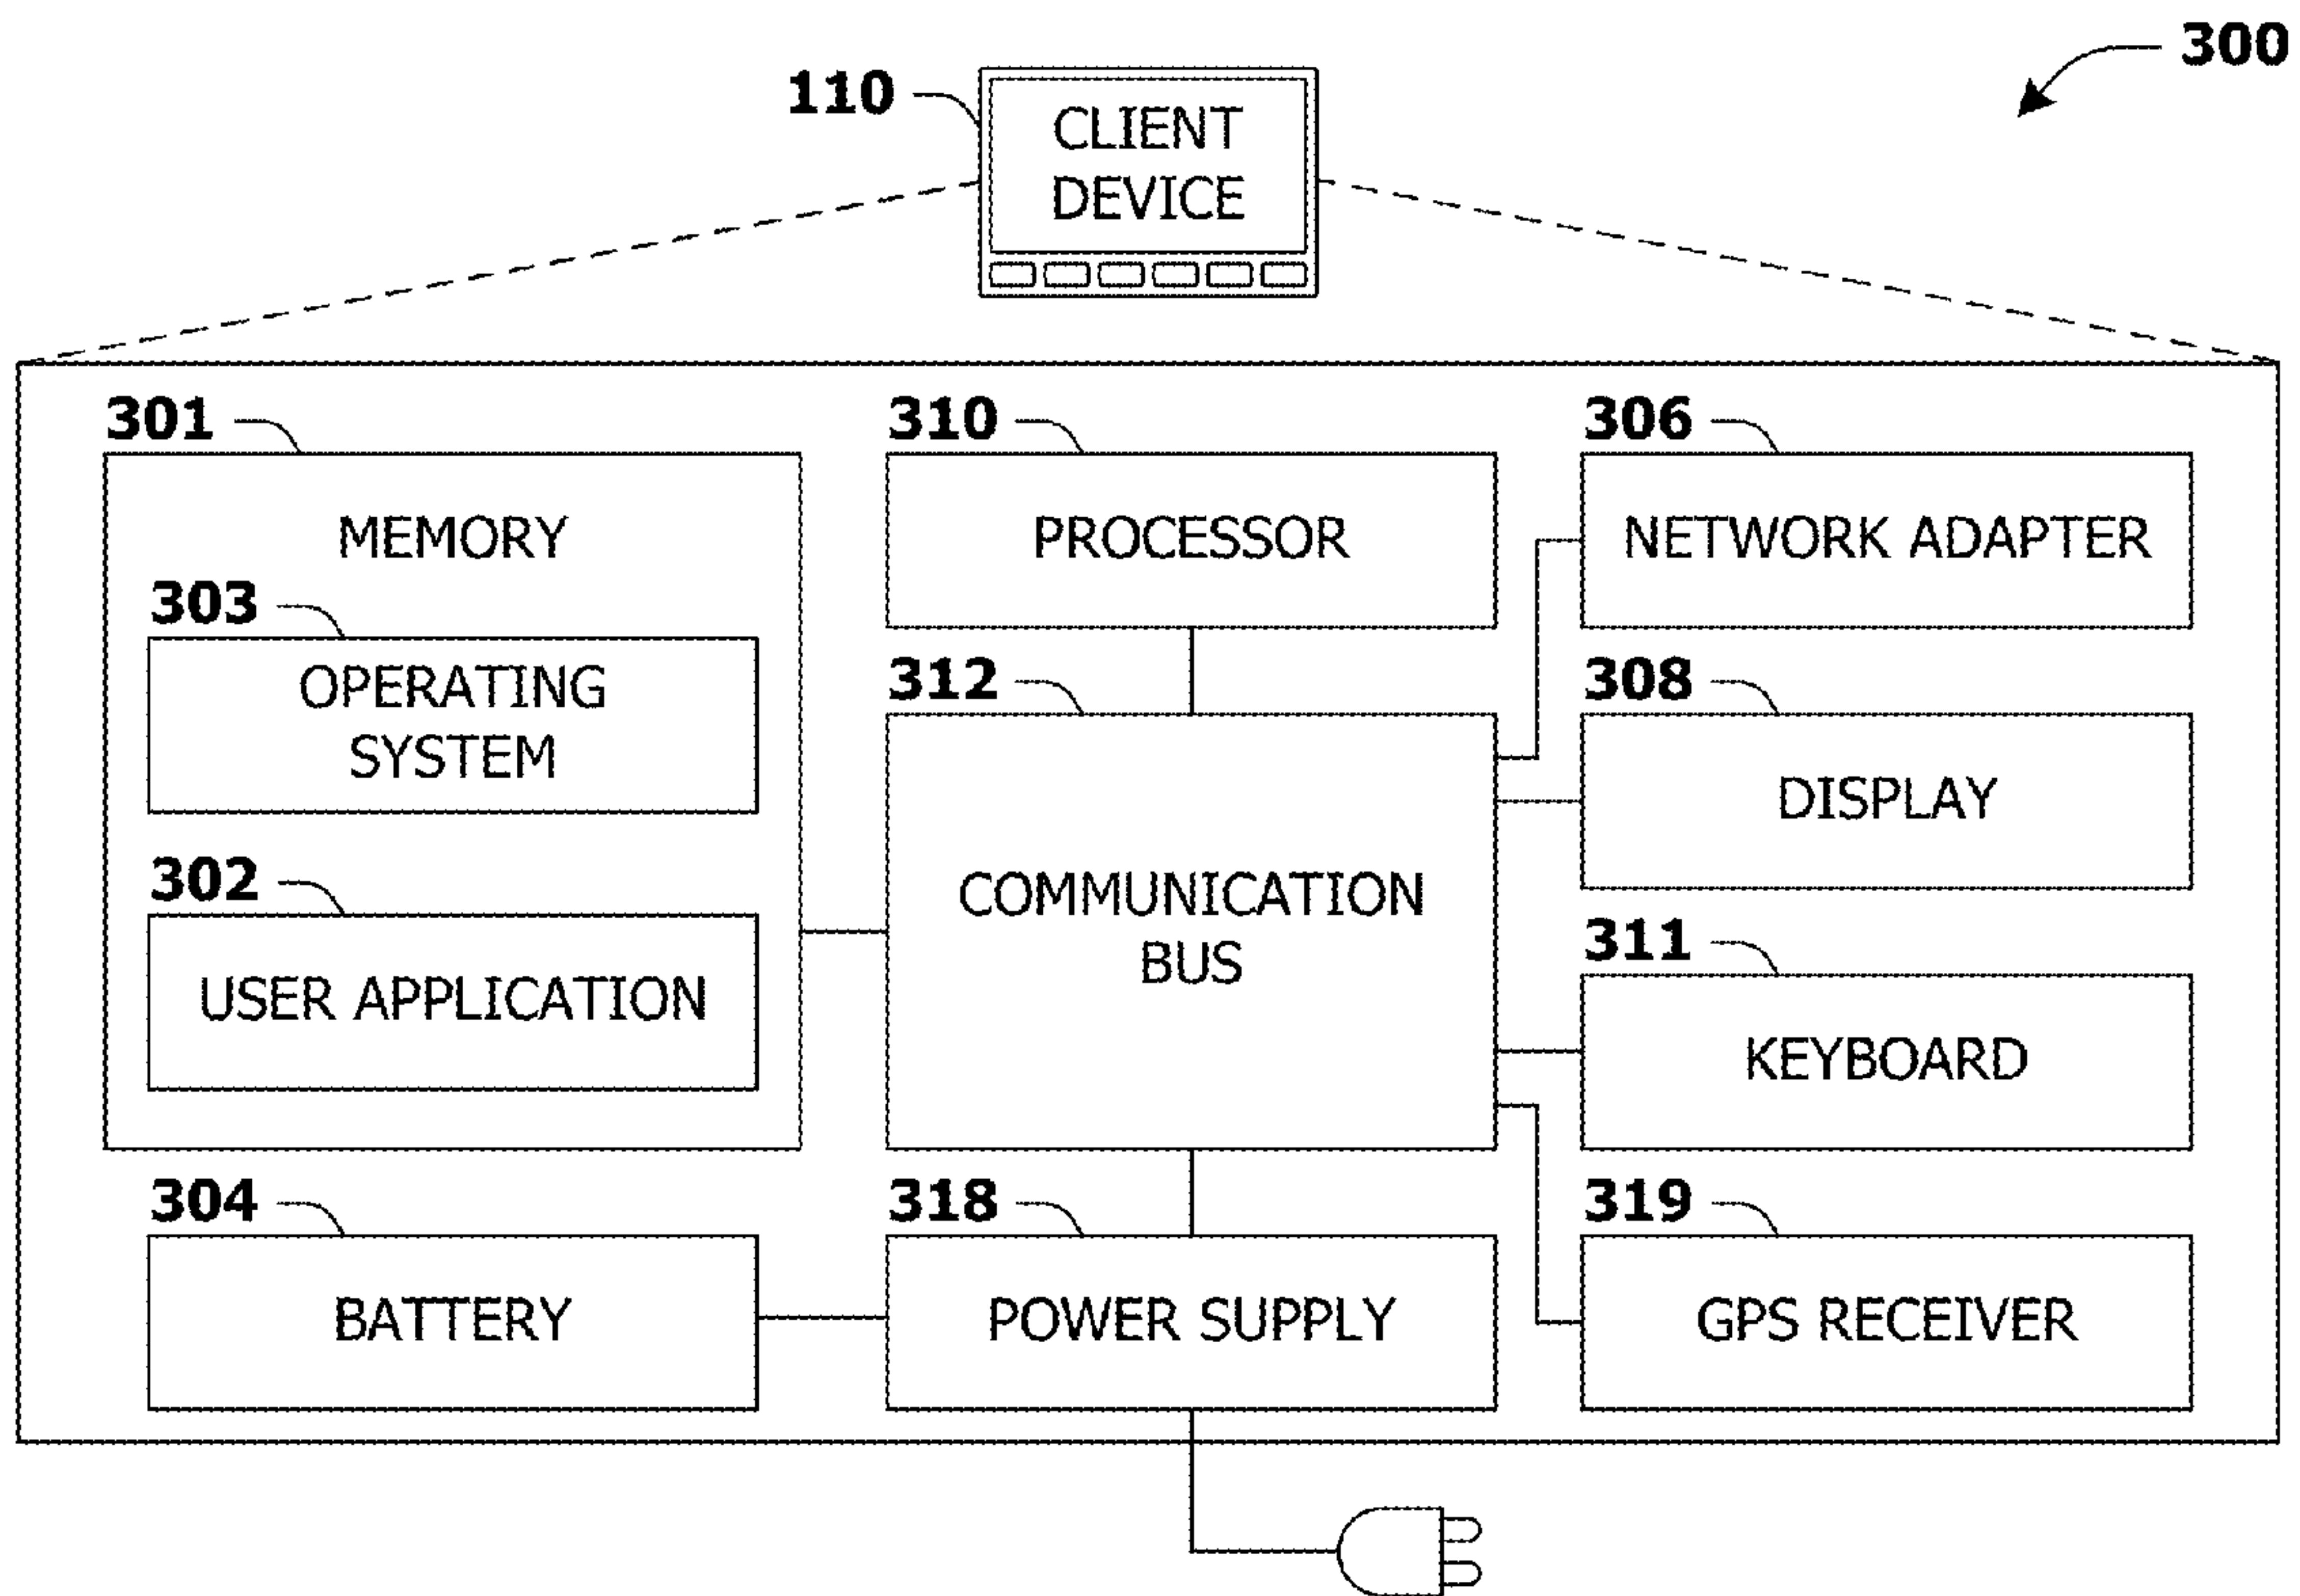 300
110
CLIENT
DEVICE
301
310
306
MEMORY
PROCESSOR
NETWORK ADAPTER
303
312
308
OPERATING
SYSTEM
DISPLAY
302
COMMUNICATION
BUS
311
USER APPLICATION
KEYBOARD
304
318
319
BATTERY
POWER SUPPLY
GPS RECEIVER